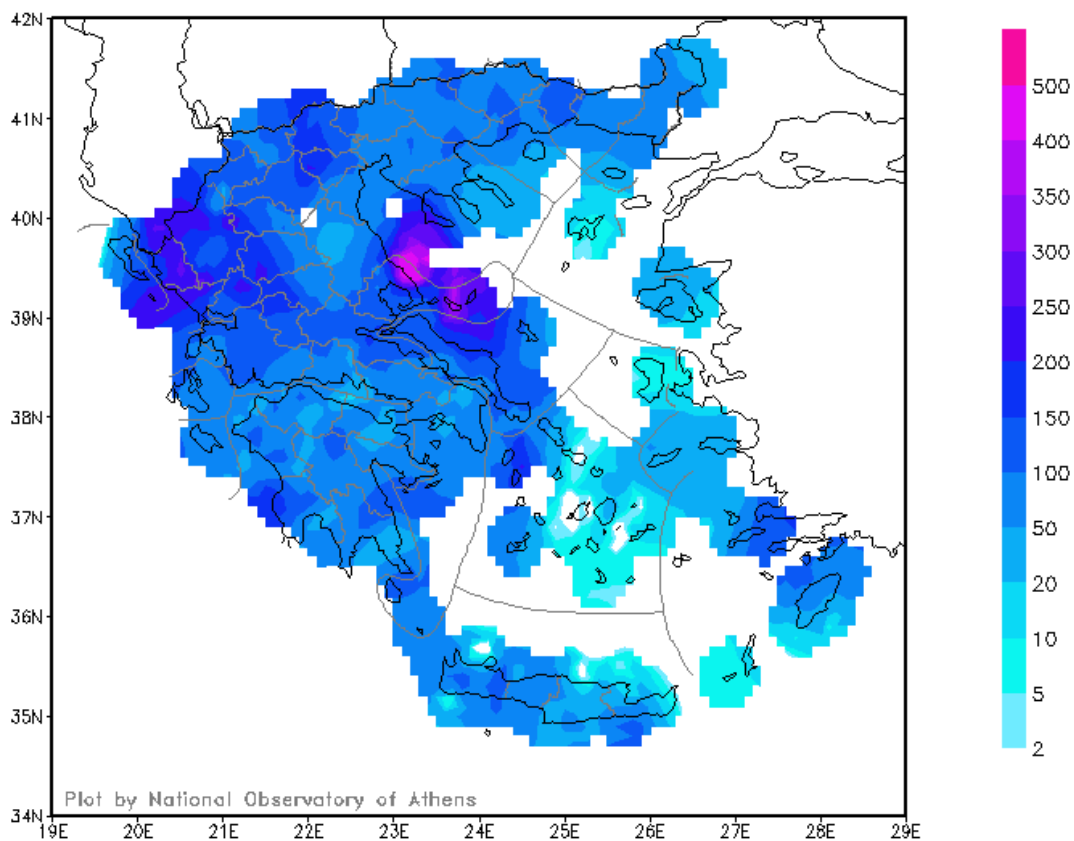 42N
41N
40N
39N
38N
37N
36N
35N
34N
19E 20E 21E 22E 23E 24E 25E 26E 27E 28E 29E
500
400
350
300
250
200
150
100
50
20
10
5
2
Plot by National Observatory of Athens